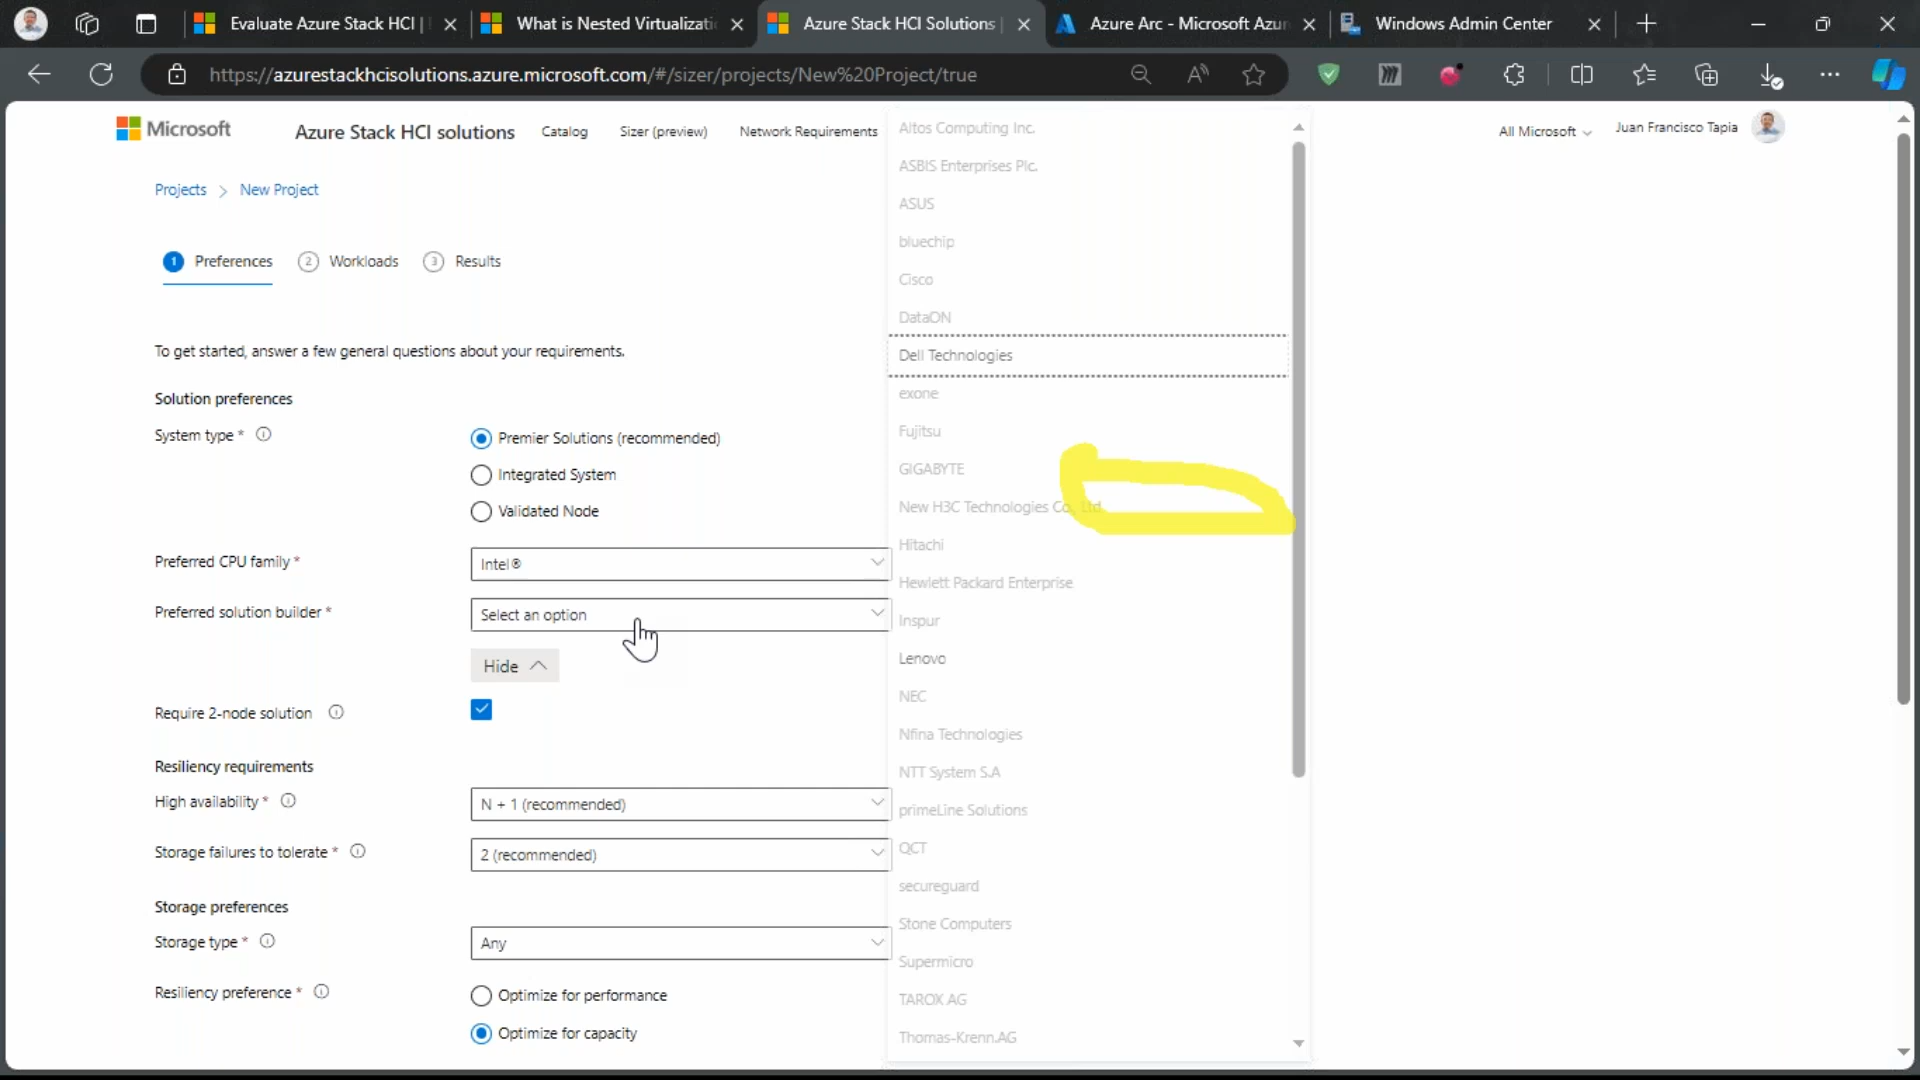 Evaluate Azure Stack HCI |
What is Nested Virtualizati
Azure Stack HCI Solutions |
Azure Arc - Microsoft Azur
Windows Admin Center
https://azurestackhcisolutions.azure.microsoft.com/#/sizer/projects/New%20Project/true
Microsoft
Azure Stack HCI solutions
Catalog
Sizer (preview)
Network Requirements
All Microsoft
Juan Francisco Tapia
Projects > New Project
1 Preferences
2 Workloads
3 Results
To get started, answer a few general questions about your requirements.
Solution preferences
System type *
Premier Solutions (recommended)
Integrated System
Validated Node
Preferred CPU family *
Intel®
Preferred solution builder *
Select an option
Hide
Require 2-node solution
Resiliency requirements
High availability *
N + 1 (recommended)
Storage failures to tolerate *
2 (recommended)
Storage preferences
Storage type *
Any
Resiliency preference *
Optimize for performance
Optimize for capacity
Altos Computing Inc.
ASBIS Enterprises Plc.
ASUS
bluechip
Cisco
DataON
Dell Technologies
exone
Fujitsu
GIGABYTE
New H3C Technologies Co., Ltd.
Hitachi
Hewlett Packard Enterprise
Inspur
Lenovo
NEC
Nfina Technologies
NTT System S.A
primeLine Solutions
QCT
secureguard
Stone Computers
Supermicro
TAROX AG
Thomas-Krenn.AG